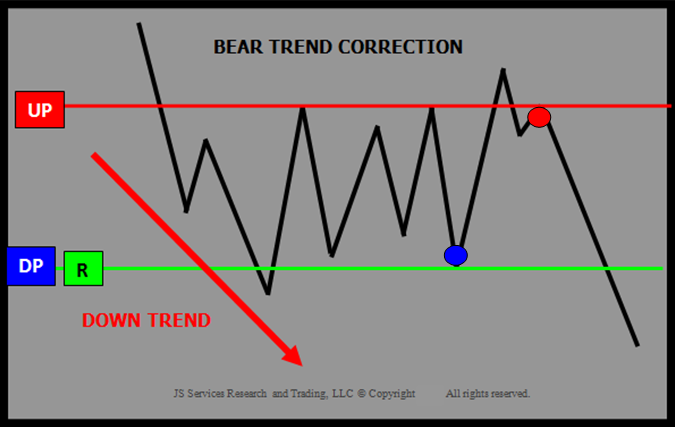 BEAR TREND CORRECTION
UP
DP
R
DOWN TREND
JS Services Research and Trading, LLC © Copyright All rights reserved.